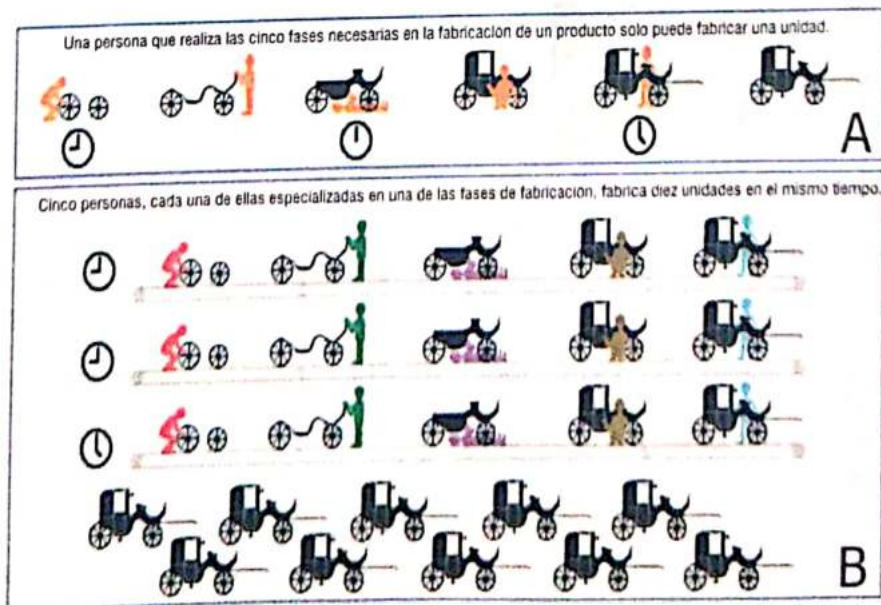 Una persona que realiza las cinco fases necesarias en la fabricación de un producto solo puede fabricar una unidad.
A
Cinco personas, cada una de ellas especializadas en una de las fases de fabricación, fabrica diez unidades en el mismo tiempo.
B